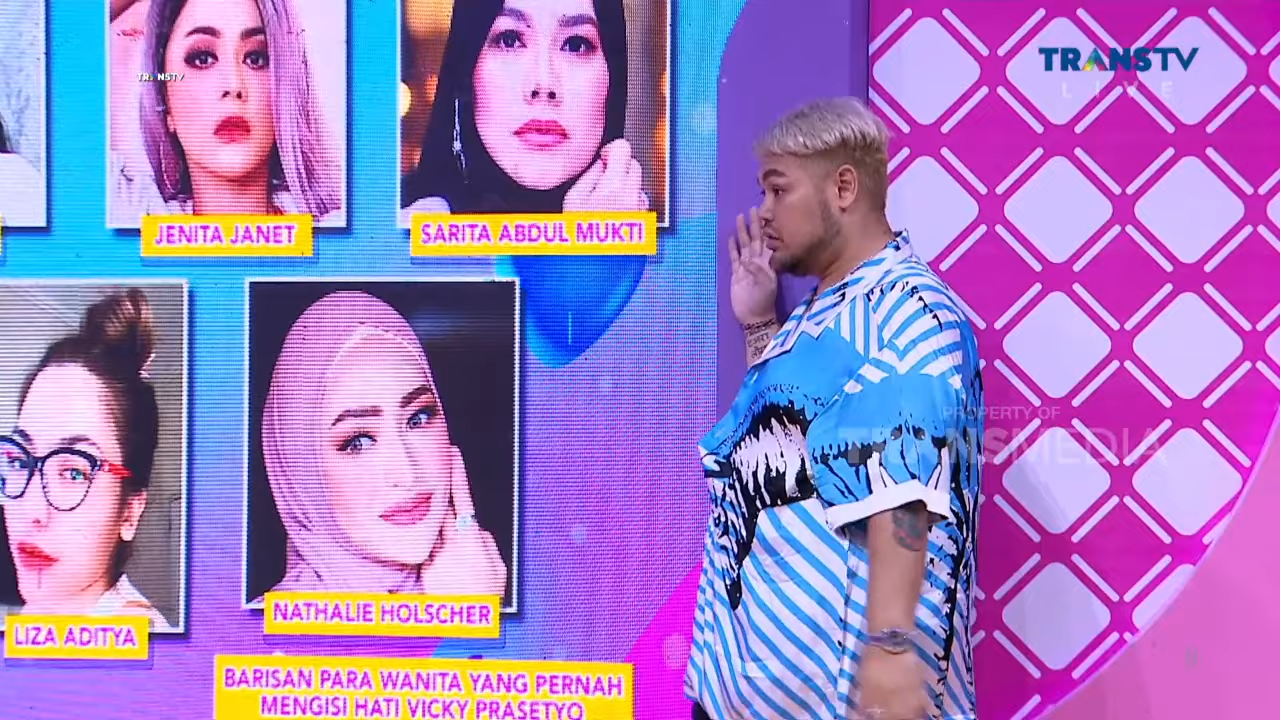 TRANSTV
TRANSTV
LIVE
JENITA JANET
SARITA ABDUL MUKTI
PROPERTY OF
TRANSMEDIA
LIZA ADITYA
NATHALIE HOLSCHER
BARISAN PARA WANITA YANG PERNAH
MENGISI HATI VICKY PRASETYO